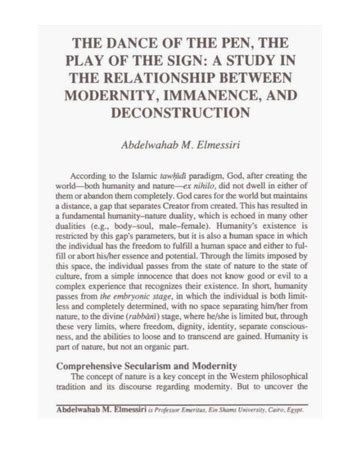 THE DANCE OF THE PEN, THE
PLAY OF THE SIGN: A STUDY IN
THE RELATIONSHIP BETWEEN
MODERNITY, IMMANENCE, AND
DECONSTRUCTION
Abdelwahab M. Elmessiri
According to the Islamic tawḥīdī paradigm, God, after creating the
world—both humanity and nature—ex nihilo, did not dwell in either of
them or abandon them completely. God cares for the world but maintains
a distance, a gap that separates Creator from created. This has resulted in
a fundamental humanity–nature duality, which is echoed in many other
dualities (e.g., body–soul, male–female). Humanity's existence is
restricted by this gap's parameters, but it is also a human space in which
the individual has the freedom to fulfill a human space and either to ful-
fill or abort his/her essence and potential. Through the limits imposed by
this space, the individual passes from the state of nature to the state of
culture, from a simple innocence that does not know good or evil to a
complex experience that recognizes their existence. In short, humanity
passes from the embryonic stage, in which the individual is both limit-
less and completely determined, with no space separating him/her from
nature, to the divine (rabbānī) stage, where he/she is limited but, through
these very limits, where freedom, dignity, identity, separate conscious-
ness, and the abilities to loose and to transcend are gained. Humanity is
part of nature, but not an organic part.
Comprehensive Secularism and Modernity
The concept of nature is a key concept in the Western philosophical
tradition and its discourse regarding modernity. But to uncover the
Abdelwahab M. Elmessiri is Professor Emeritus, Ein Shams University, Cairo, Egypt.